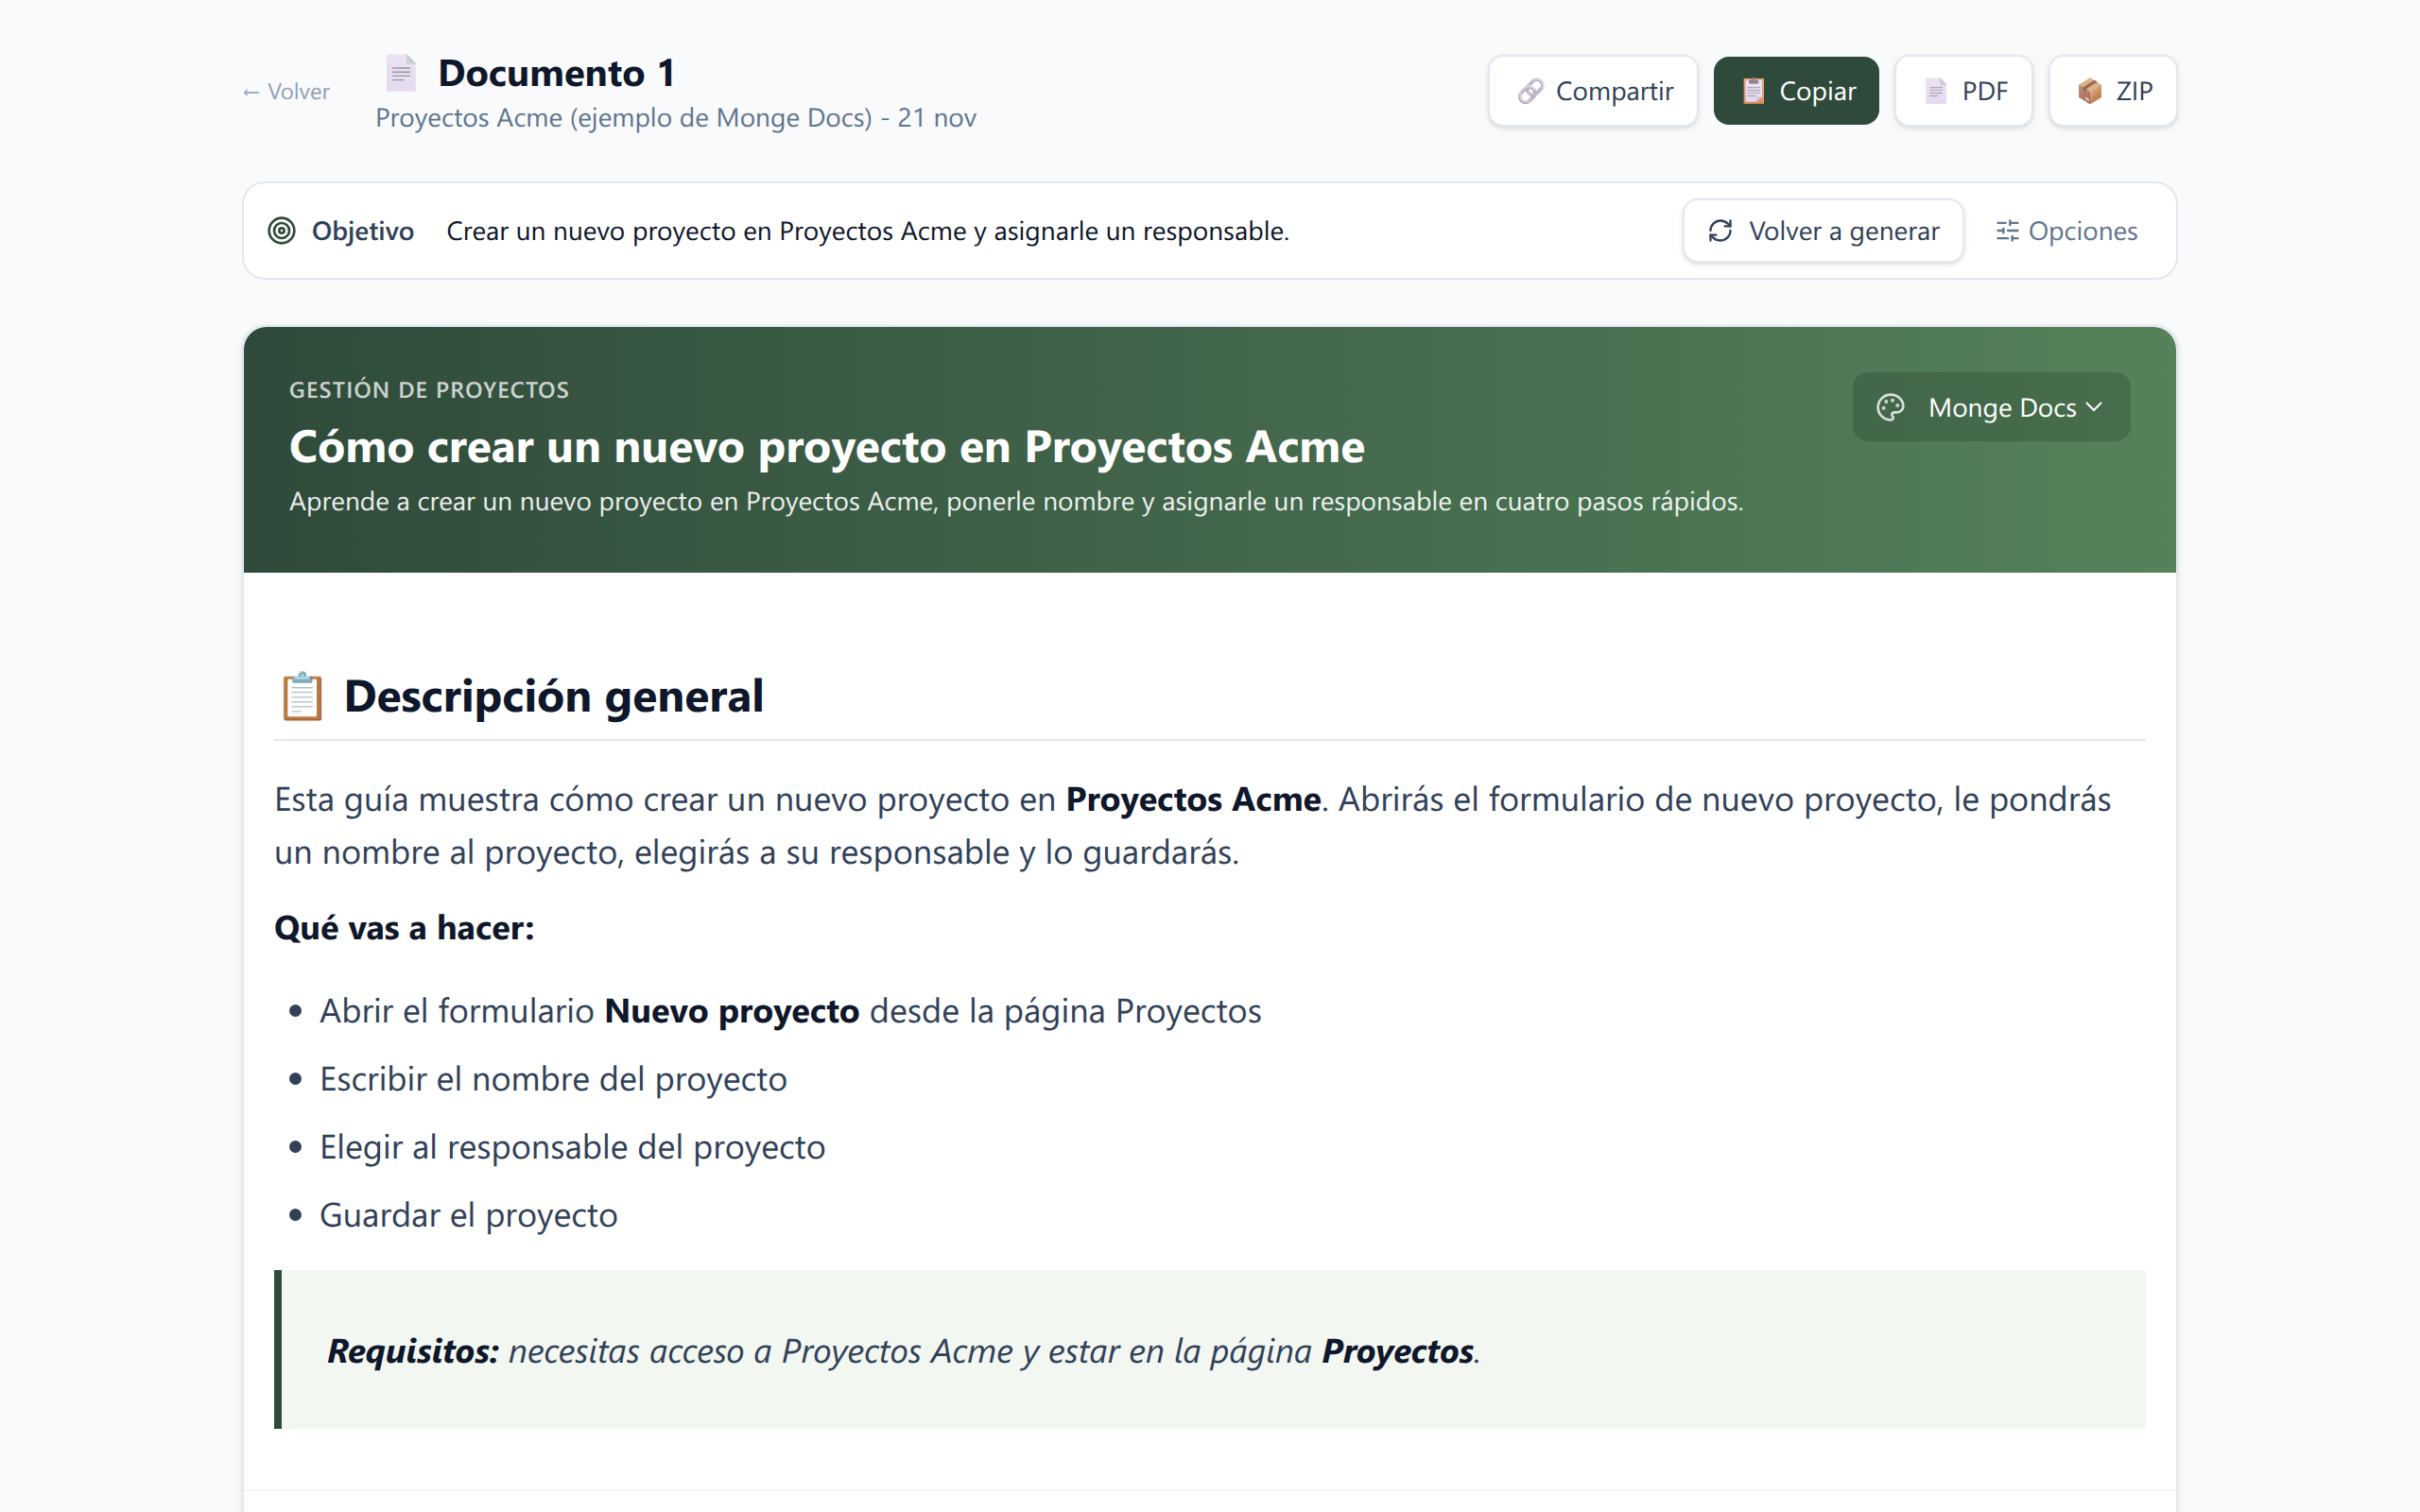 ← Volver
Documento 1
Proyectos Acme (ejemplo de Monge Docs) - 21 nov
Compartir
Copiar
PDF
ZIP
Objetivo
Crear un nuevo proyecto en Proyectos Acme y asignarle un responsable.
Volver a generar
Opciones
GESTIÓN DE PROYECTOS
Monge Docs
Cómo crear un nuevo proyecto en Proyectos Acme
Aprende a crear un nuevo proyecto en Proyectos Acme, ponerle nombre y asignarle un responsable en cuatro pasos rápidos.
Descripción general
Esta guía muestra cómo crear un nuevo proyecto en Proyectos Acme. Abrirás el formulario de nuevo proyecto, le pondrás
un nombre al proyecto, elegirás a su responsable y lo guardarás.
Qué vas a hacer:
• Abrir el formulario Nuevo proyecto desde la página Proyectos
• Escribir el nombre del proyecto
• Elegir al responsable del proyecto
• Guardar el proyecto
Requisitos: necesitas acceso a Proyectos Acme y estar en la página Proyectos.